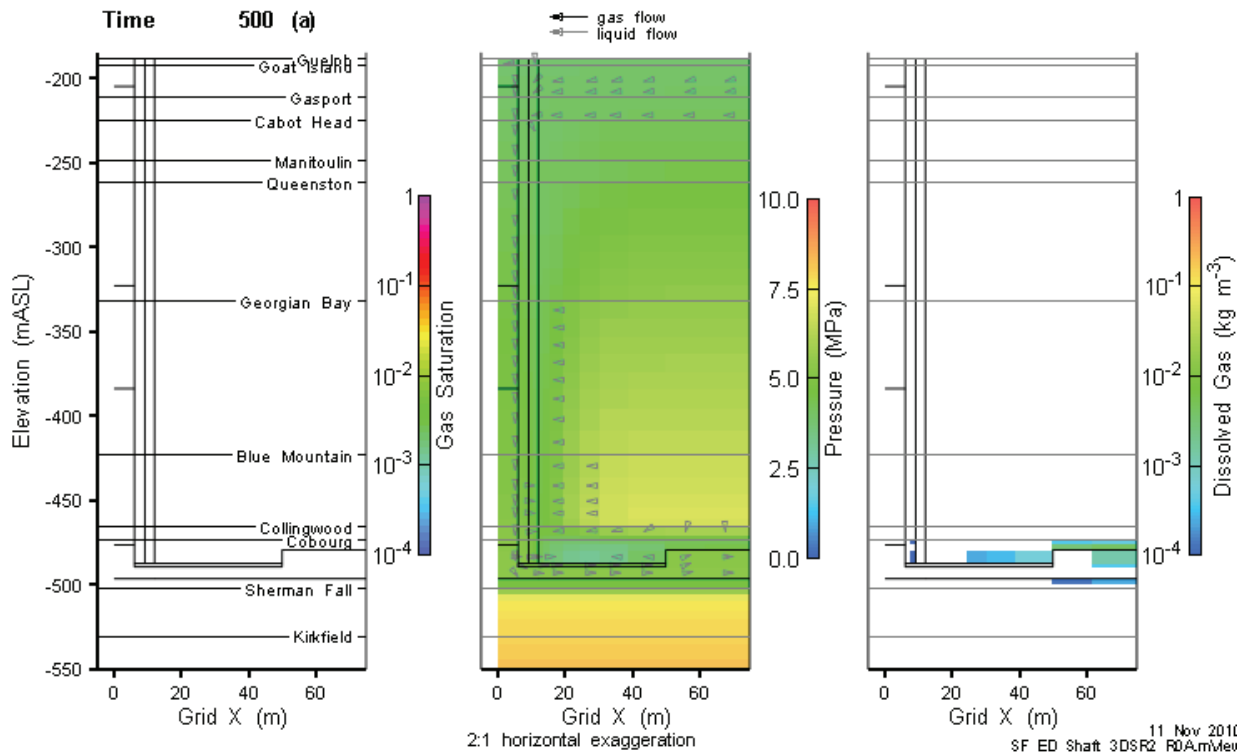 Time 500 (a)
gas flow
liquid flow
Guelph
Goat Island
Gasport
Cabot Head
Manitoulin
Queenston
Georgian Bay
Blue Mountain
Collingwood
Cobourg
Sherman Fall
Kirkfield
Elevation (mASL)
-200
-250
-300
-350
-400
-450
-500
-550
0 20 40 60
Grid X (m)
1
10-1
10-2
10-3
10-4
Gas Saturation
0 20 40 60
Grid X (m)
10.0
7.5
5.0
2.5
0.0
Pressure (MPa)
0 20 40 60
Grid X (m)
1
10-1
10-2
10-3
10-4
Dissolved Gas (kg m-3)
2:1 horizontal exaggeration
11 Nov 2010
SF_ED_Shaft_3DSR2_R0A.mView